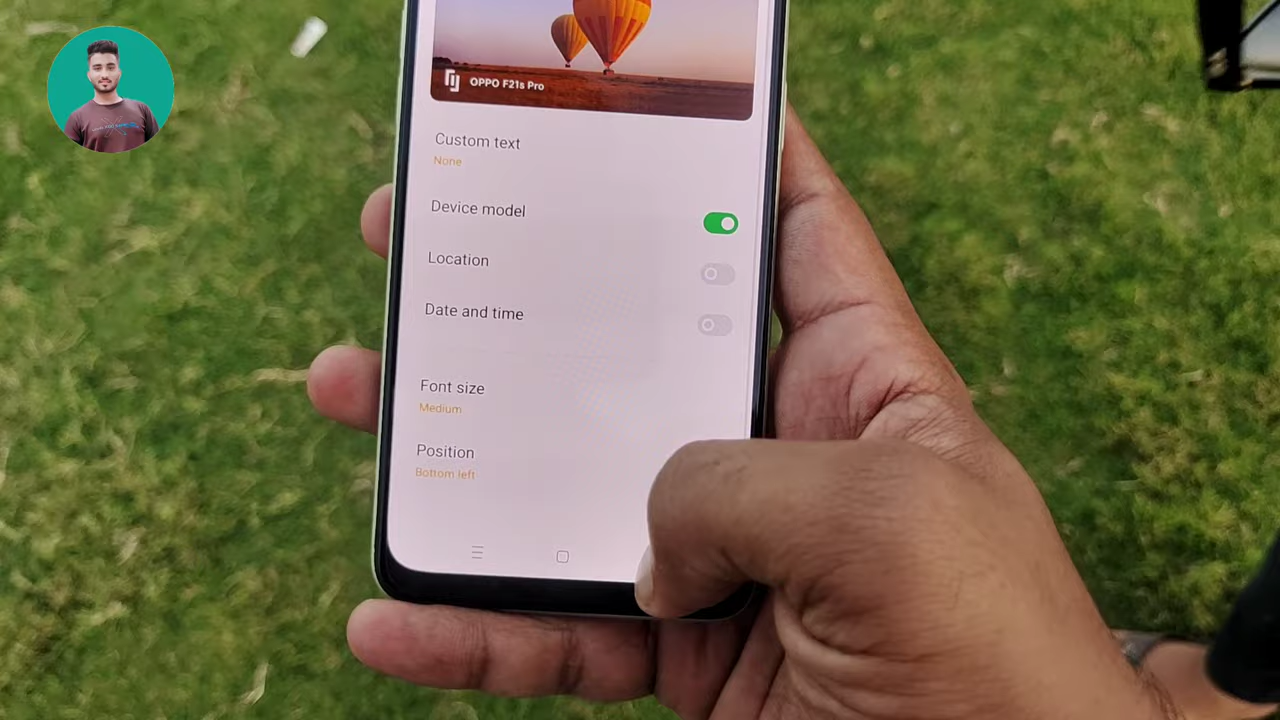 OPPO F21s Pro
Custom text
None
Device model
Location
Date and time
Font size
Medium
Position
Bottom left